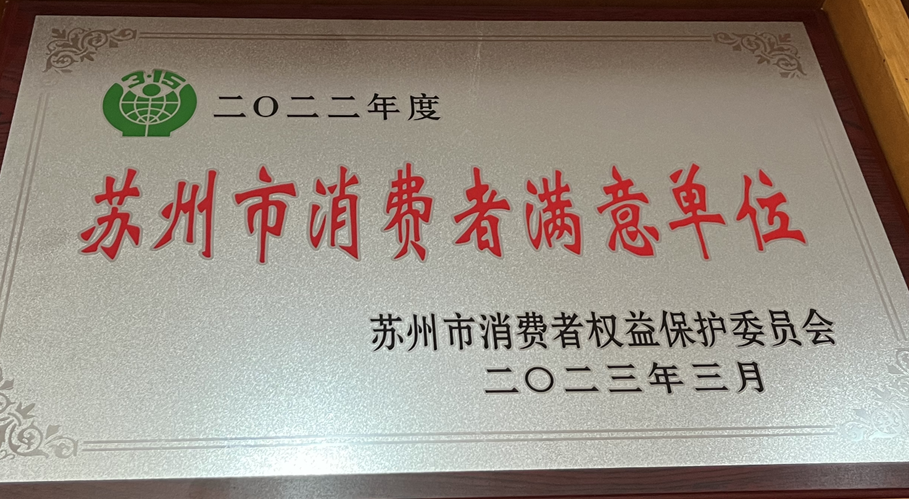 3·15
二〇二二年度
苏州市消费者满意单位
苏州市消费者权益保护委员会
二〇二三年三月